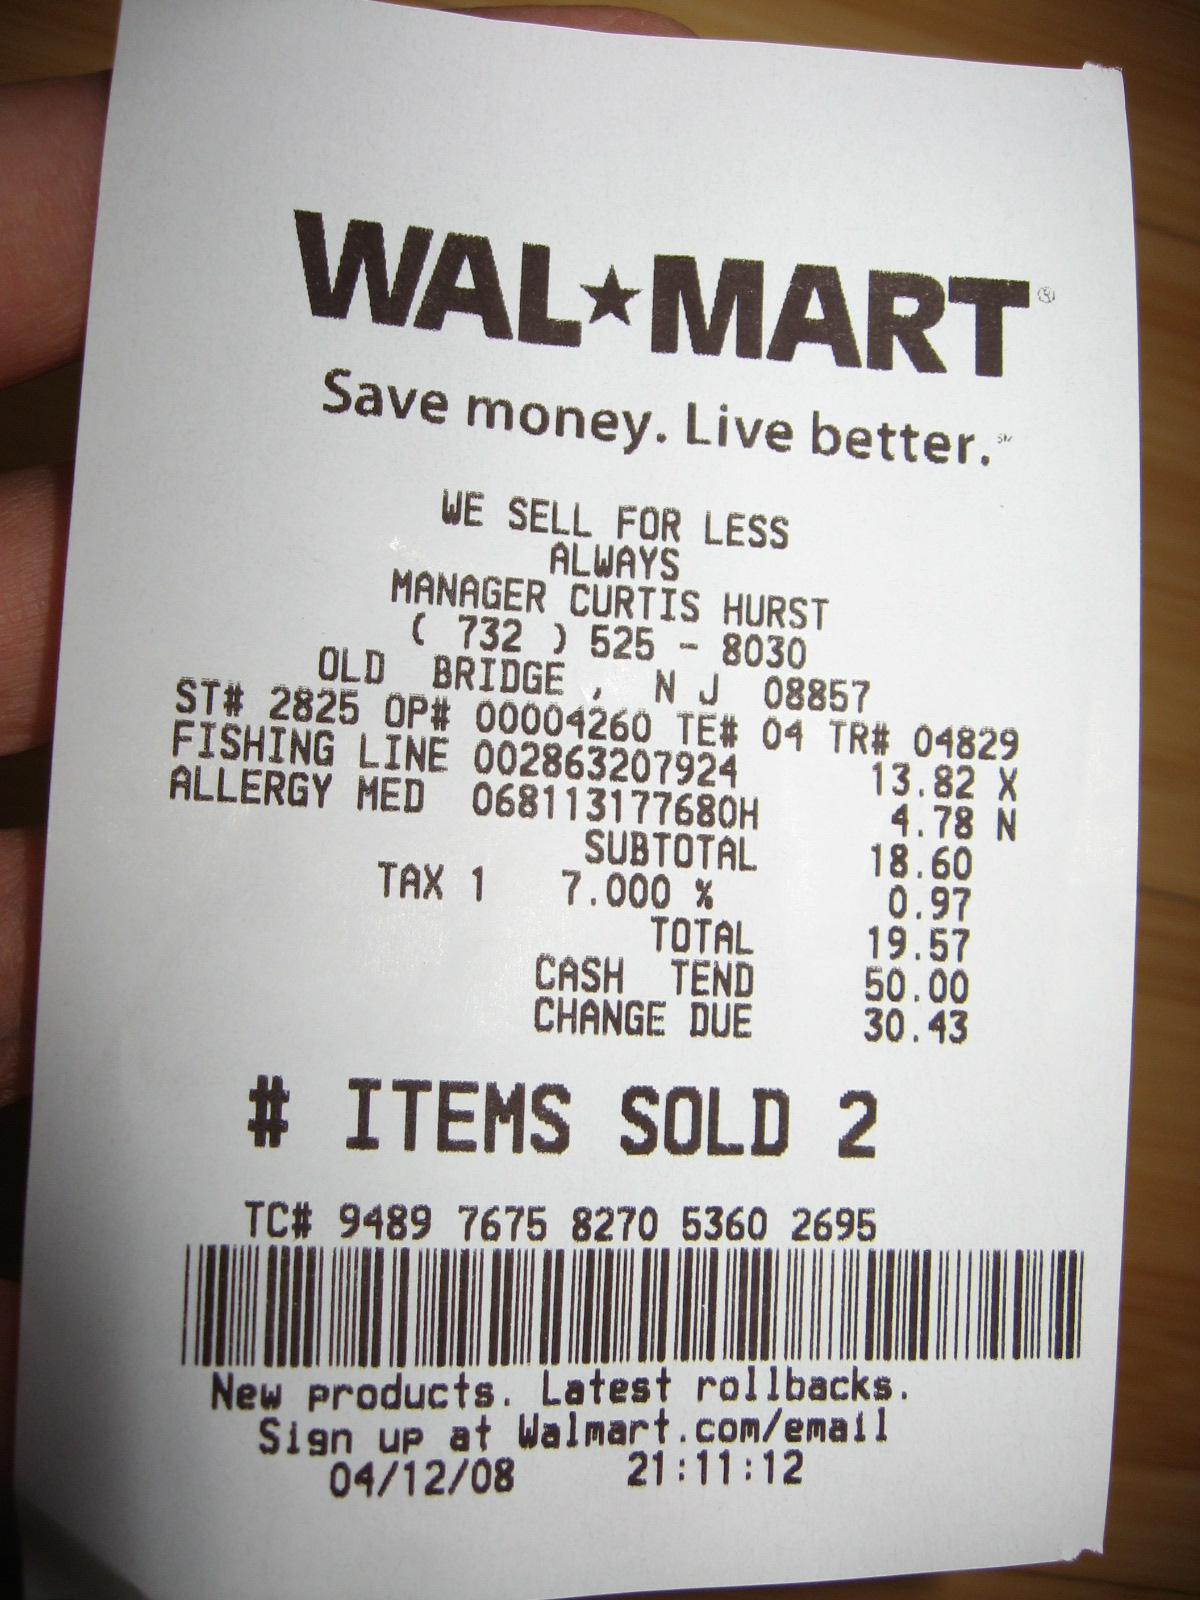 WAL★MART®
Save money. Live better.℠
WE SELL FOR LESS
ALWAYS
MANAGER CURTIS HURST
( 732 ) 525 - 8030
OLD BRIDGE , N J 08857
ST# 2825 OP# 00004260 TE# 04 TR# 04829
FISHING LINE 002863207924 13.82 X
ALLERGY MED 068113177680H 4.78 N
SUBTOTAL 18.60
TAX 1 7.000 % 0.97
TOTAL 19.57
CASH TEND 50.00
CHANGE DUE 30.43
# ITEMS SOLD 2
TC# 9489 7675 8270 5360 2695
New products. Latest rollbacks.
Sign up at Walmart.com/email
04/12/08 21:11:12